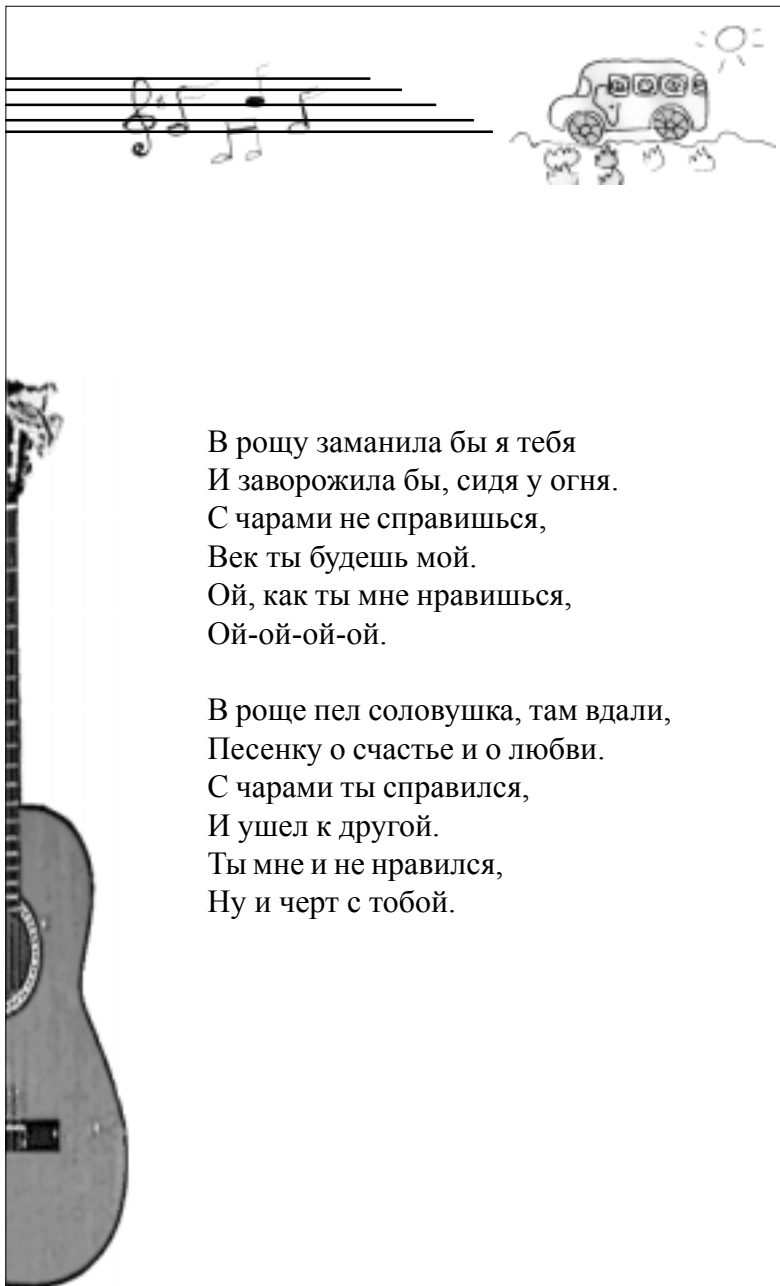 В рощу заманила бы я тебя
И заворожила бы, сидя у огня.
С чарами не справишься,
Век ты будешь мой.
Ой, как ты мне нравишься,
Ой-ой-ой-ой.

В роще пел соловушка, там вдали,
Песенку о счастье и о любви.
С чарами ты справился,
И ушел к другой.
Ты мне и не нравился,
Ну и черт с тобой.